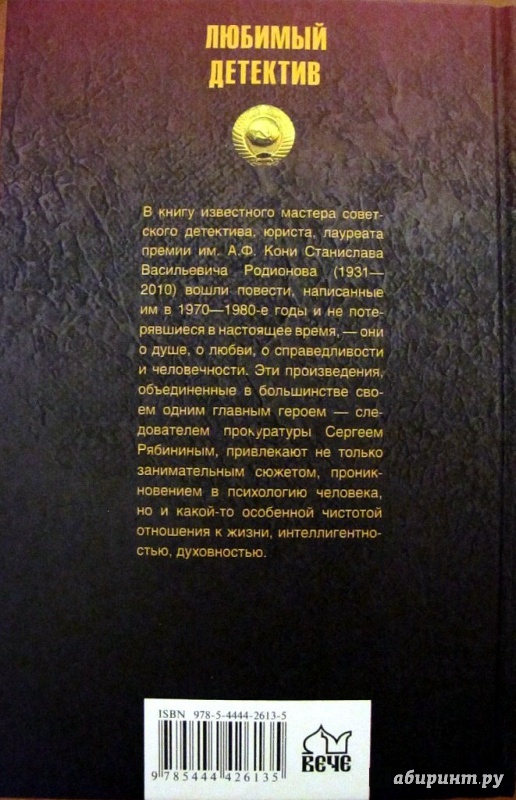 ЛЮБИМЫЙ
ДЕТЕКТИВ
В книгу известного мастера совет-
ского детектива, юриста, лауреата
премии им. А.Ф. Кони Станислава
Васильевича Родионова (1931—
2010) вошли повести, написанные
им в 1970—1980-е годы и не поте-
рявшиеся в настоящее время, — они
о душе, о любви, о справедливости
и человечности. Эти произведения,
объединенные в большинстве сво-
ем одним главным героем — сле-
дователем прокуратуры Сергеем
Рябининым, привлекают не только
занимательным сюжетом, проник-
новением в психологию человека,
но и какой-то особенной чистотой
отношения к жизни, интеллигентно-
стью, духовностью.
ISBN 978-5-4444-2613-5
9 785444 426135
ВЕЧЕ
абиринт.ру